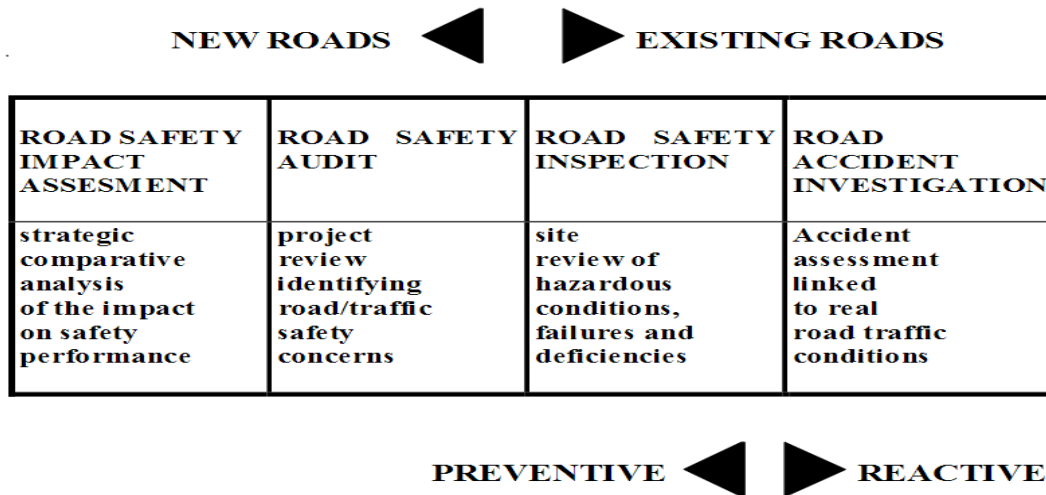 NEW ROADS EXISTING ROADS
ROAD SAFETY IMPACT ASSESMENT
ROAD SAFETY AUDIT
ROAD SAFETY INSPECTION
ROAD ACCIDENT INVESTIGATION
strategic
comparative
analysis
of the impact
on safety
performance
project
review
identifying
road/traffic
safety
concerns
site
review of
hazardous
conditions,
failures and
deficiencies
Accident
assessment
linked
to real
road traffic
conditions
PREVENTIVE REACTIVE